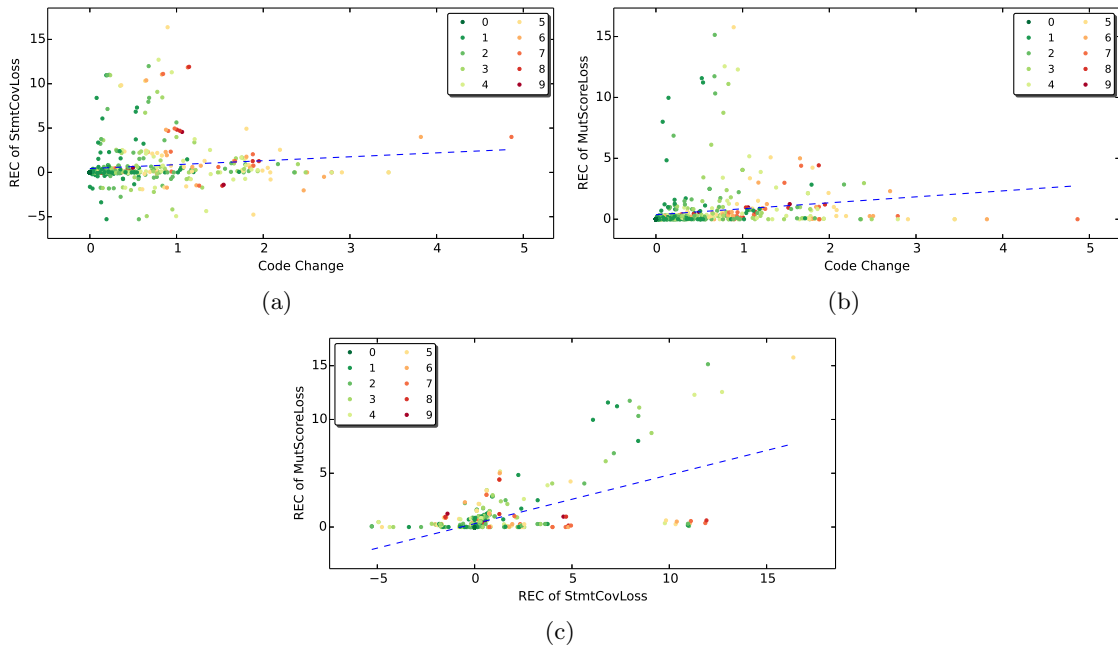 REC of StmtCovLoss
15
10
5
0
−5
0 5
1 6
2 7
3 8
4 9
0 1 2 3 4 5
Code Change
(a)
REC of MutScoreLoss
15
10
5
0
0 5
1 6
2 7
3 8
4 9
0 1 2 3 4 5
Code Change
(b)
REC of MutScoreLoss
15
10
5
0
0 5
1 6
2 7
3 8
4 9
−5 0 5 10 15
REC of StmtCovLoss
(c)